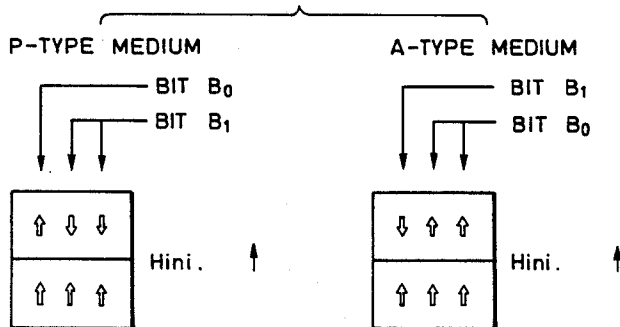 P-TYPE MEDIUM
BIT B0
BIT B1
Hini.
A-TYPE MEDIUM
BIT B1
BIT B0
Hini.